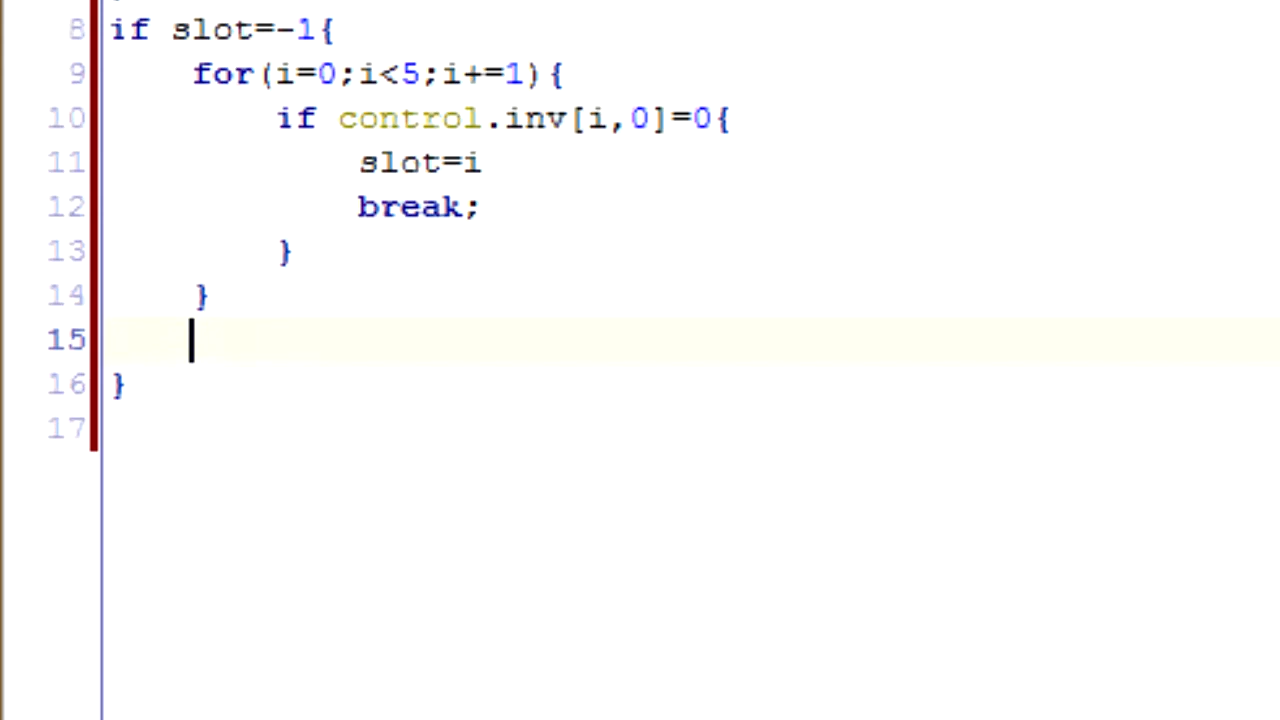 8 if slot=-1{
9 for(i=0;i<5;i+=1){
10 if control.inv[i,0]=0{
11 slot=i
12 break;
13 }
14 }
15
16 }
17